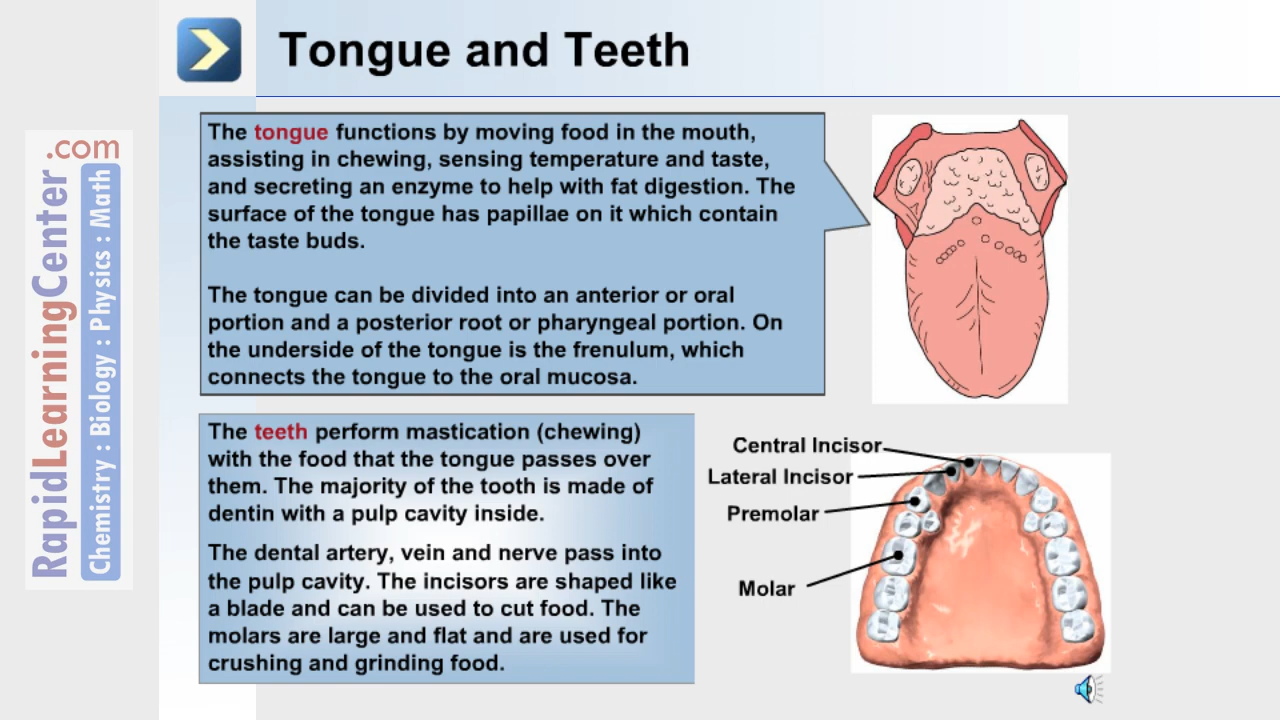 Tongue and Teeth
The tongue functions by moving food in the mouth,
assisting in chewing, sensing temperature and taste,
and secreting an enzyme to help with fat digestion. The
surface of the tongue has papillae on it which contain
the taste buds.
The tongue can be divided into an anterior or oral
portion and a posterior root or pharyngeal portion. On
the underside of the tongue is the frenulum, which
connects the tongue to the oral mucosa.
The teeth perform mastication (chewing)
with the food that the tongue passes over
them. The majority of the tooth is made of
dentin with a pulp cavity inside.
The dental artery, vein and nerve pass into
the pulp cavity. The incisors are shaped like
a blade and can be used to cut food. The
molars are large and flat and are used for
crushing and grinding food.
Central Incisor
Lateral Incisor
Premolar
Molar
RapidLearningCenter
.com
Chemistry : Biology : Physics : Math